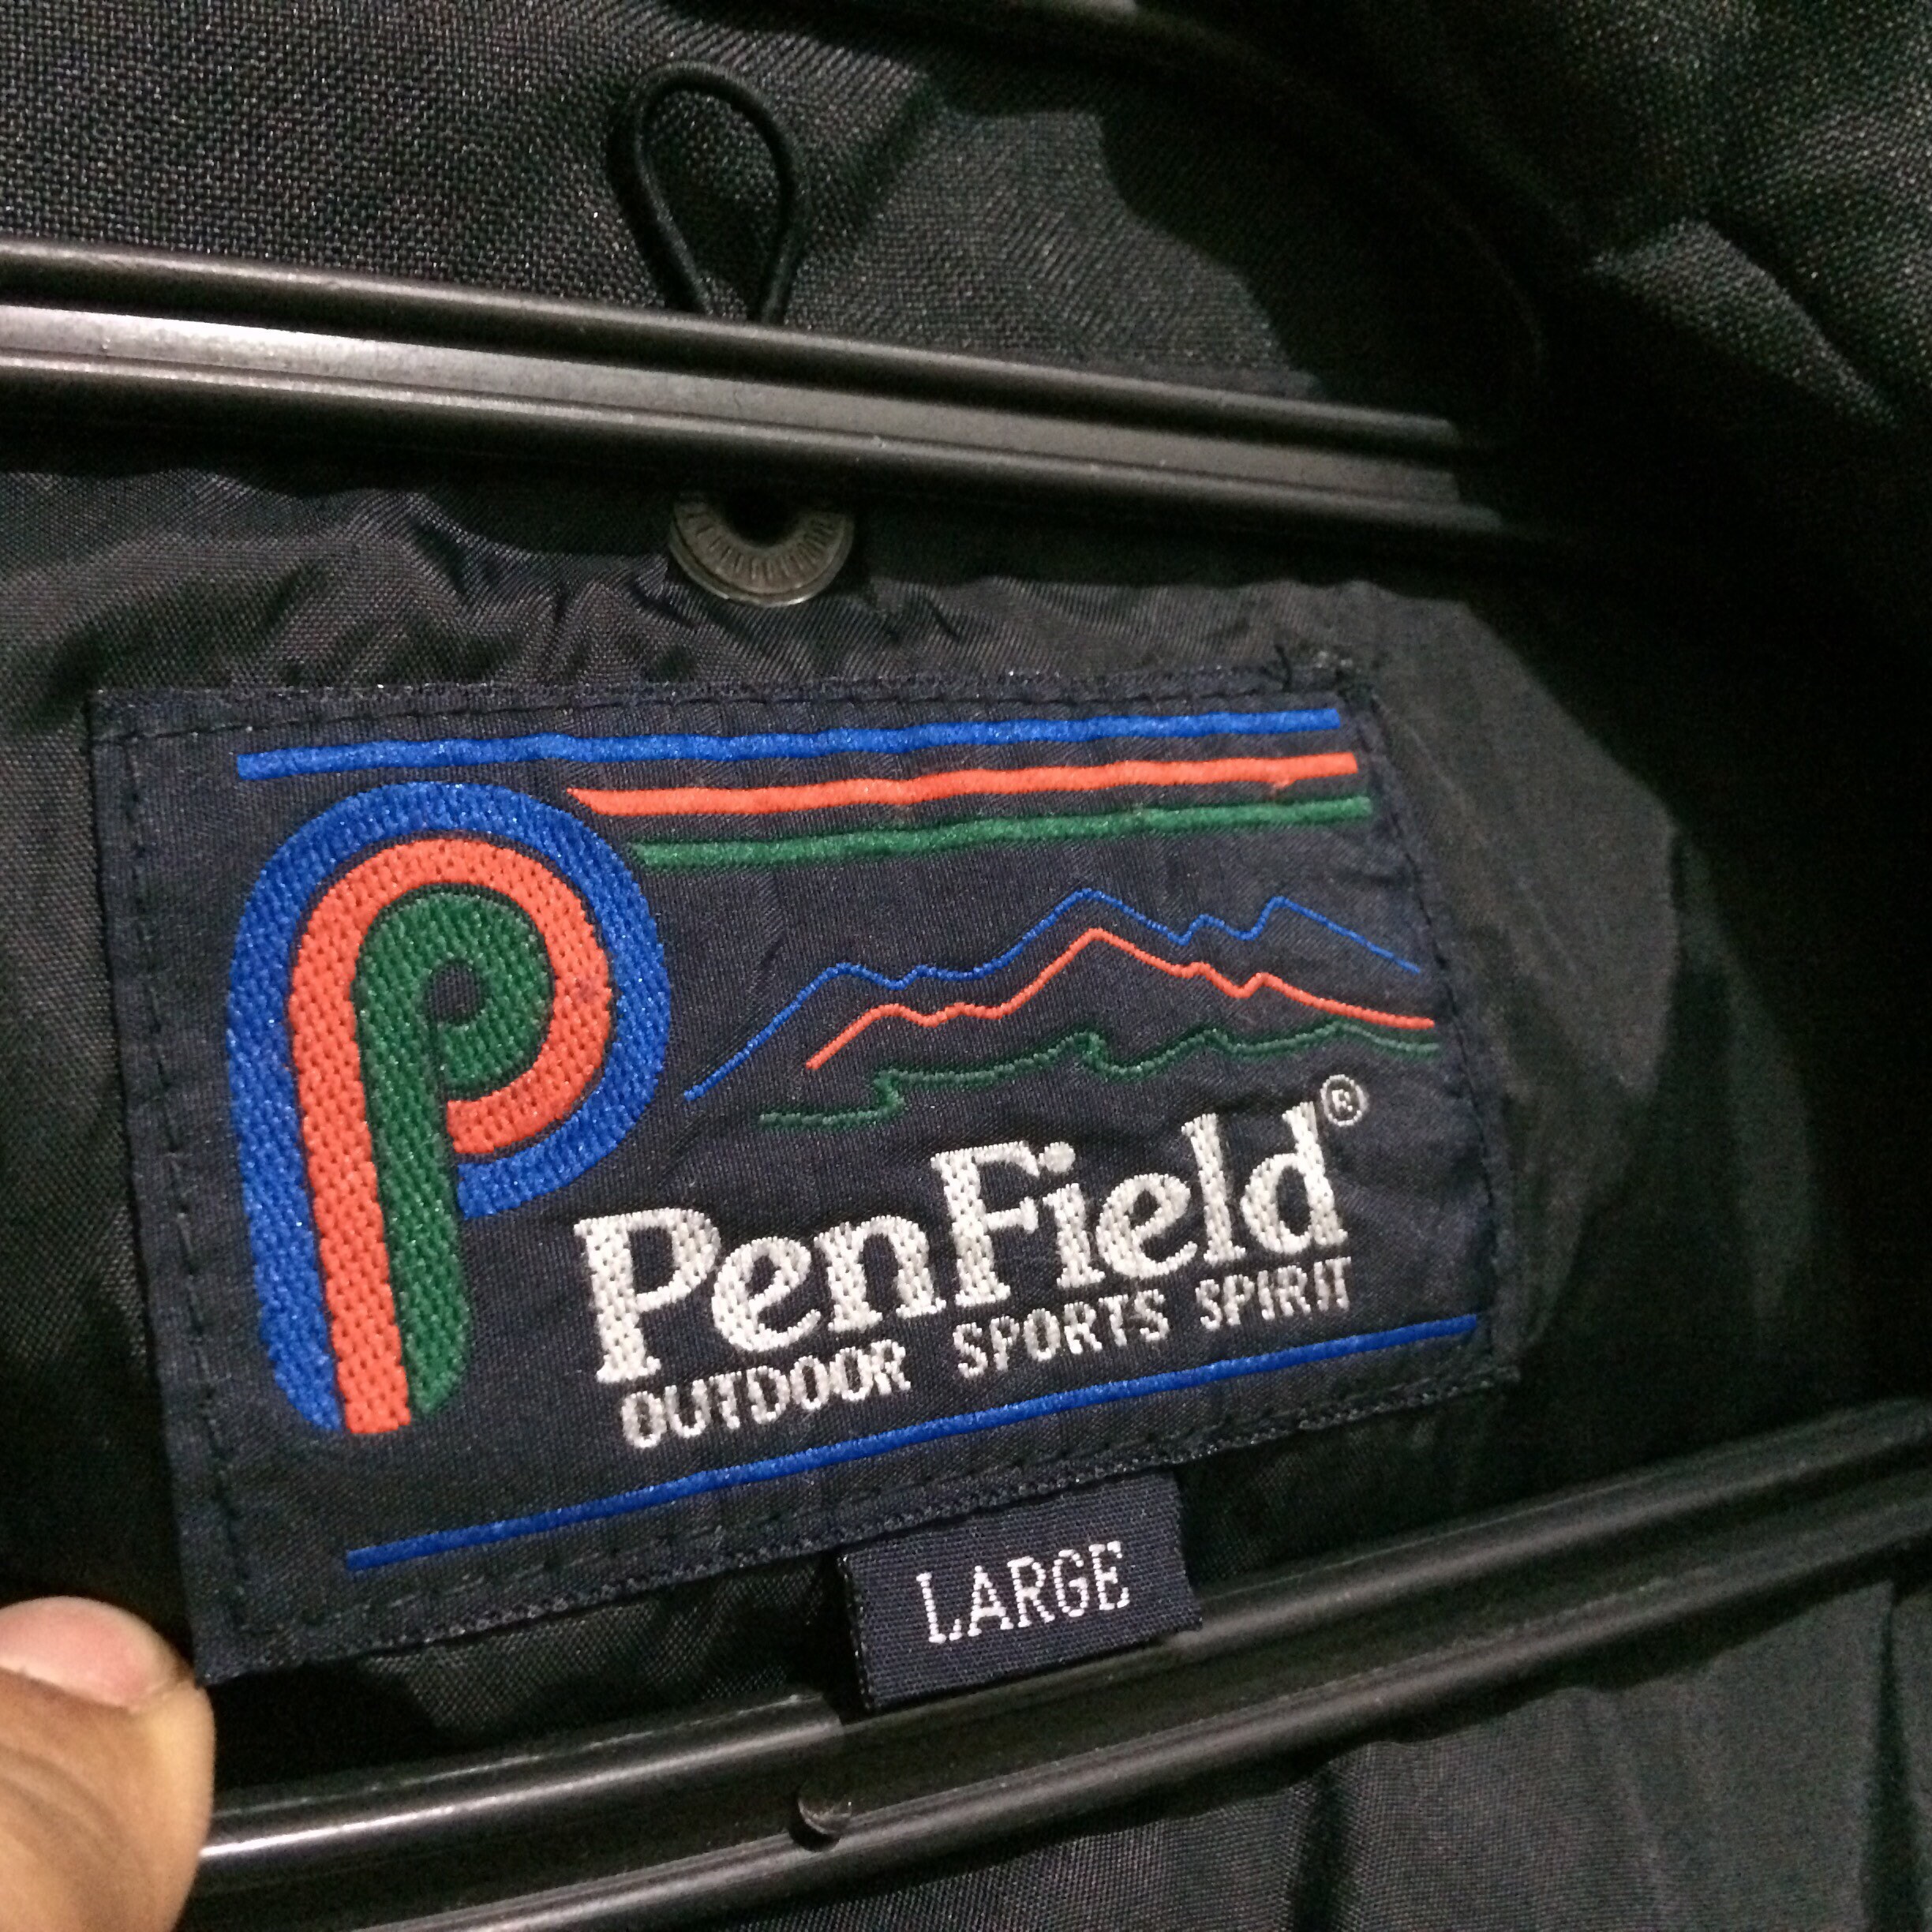 PenField®
OUTDOOR SPORTS SPIRIT
LARGE